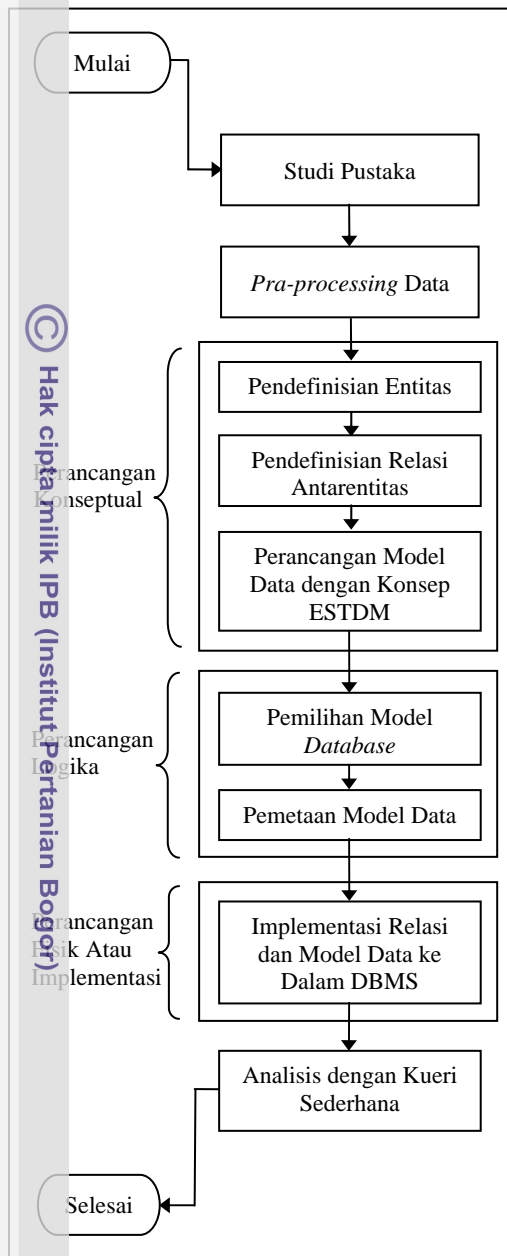 Mulai
Studi Pustaka
Pra-processing Data
Pendefinisian Entitas
Pendefinisian Relasi
Antarentitas
Perancangan Model
Data dengan Konsep
ESTDM
Perancangan
Konseptual
Pemilihan Model
Database
Pemetaan Model Data
Perancangan
Logika
Implementasi Relasi
dan Model Data ke
Dalam DBMS
Perancangan
Fisik Atau
Implementasi
Analisis dengan Kueri
Sederhana
Selesai
© Hak cipta milik IPB (Institut Pertanian Bogor)